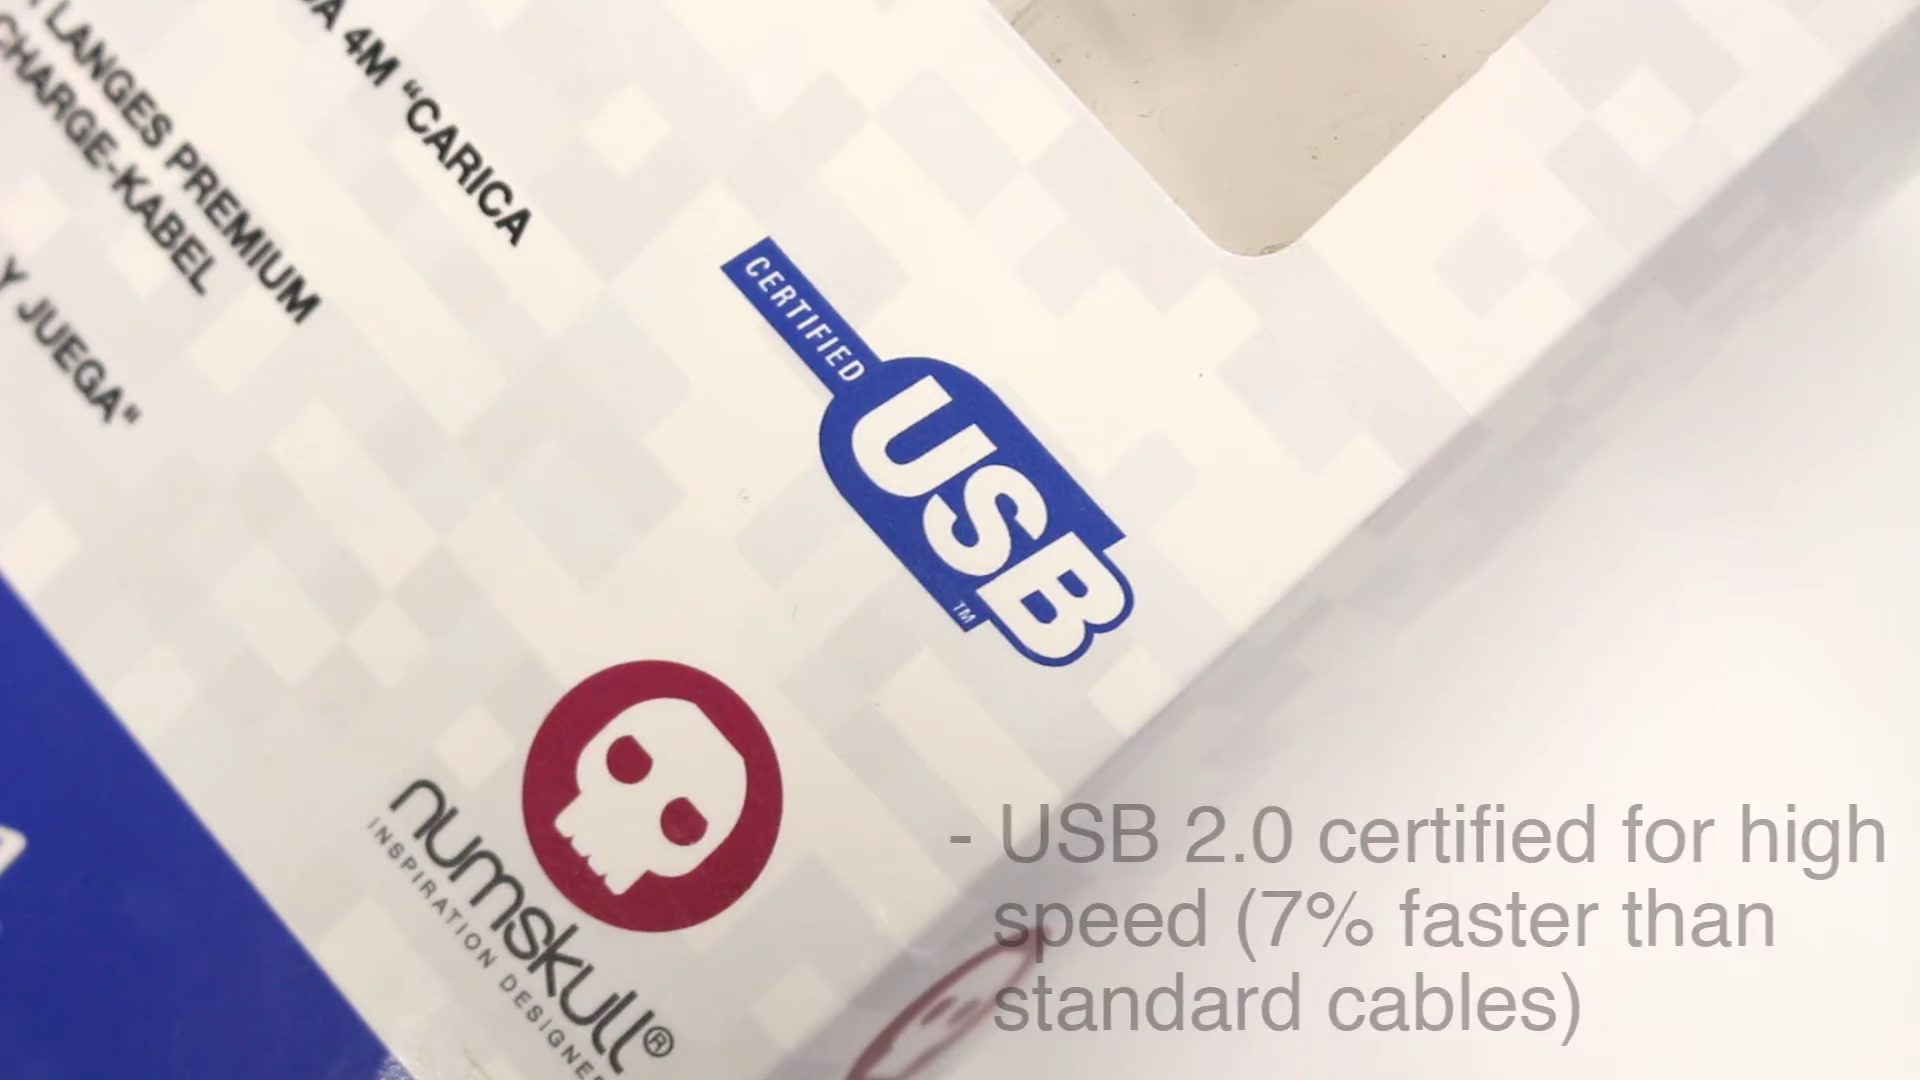 LANGES PREMIUM
CHARGE-KABEL
Y JUEGA"
4M "CARICA
CERTIFIED
USB
TM
numskull®
INSPIRATION DESIGNED
- USB 2.0 certified for high
speed (7% faster than
standard cables)